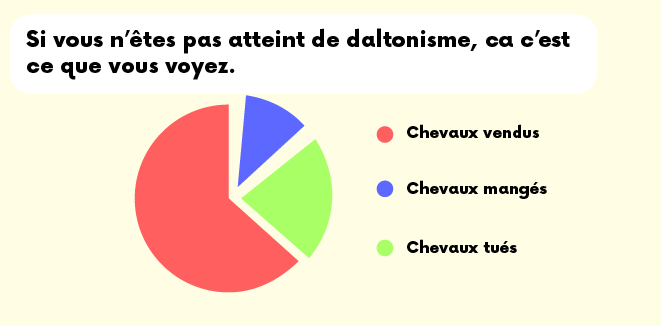 Si vous n’êtes pas atteint de daltonisme, ca c’est
ce que vous voyez.
Chevaux vendus
Chevaux mangés
Chevaux tués